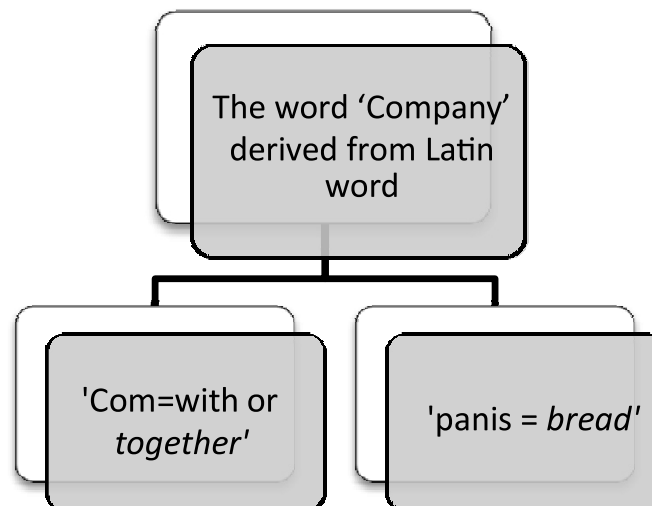 The word ‘Company’
derived from Latin
word
'Com=with or
together'
'panis = bread'